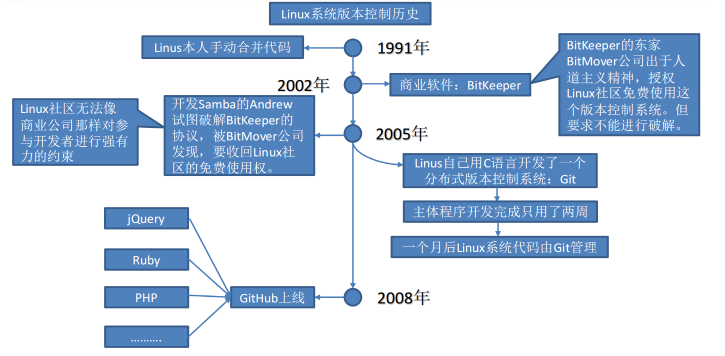 Linux系统版本控制历史
Linus本人手动合并代码
1991年
2002年
商业软件：BitKeeper
BitKeeper的东家
BitMover公司出于人
道主义精神，授权
Linux社区免费使用这
个版本控制系统。但
要求不能进行破解。
Linux社区无法像
商业公司那样对参
与开发者进行强有
力的约束
开发Samba的Andrew
试图破解BitKeeper的
协议，被BitMover公司
发现，要收回Linux社
区的免费使用权。
2005年
Linus自己用C语言开发了一个
分布式版本控制系统：Git
主体程序开发完成只用了两周
一个月后Linux系统代码由Git管理
jQuery
Ruby
PHP
……….
GitHub上线
2008年